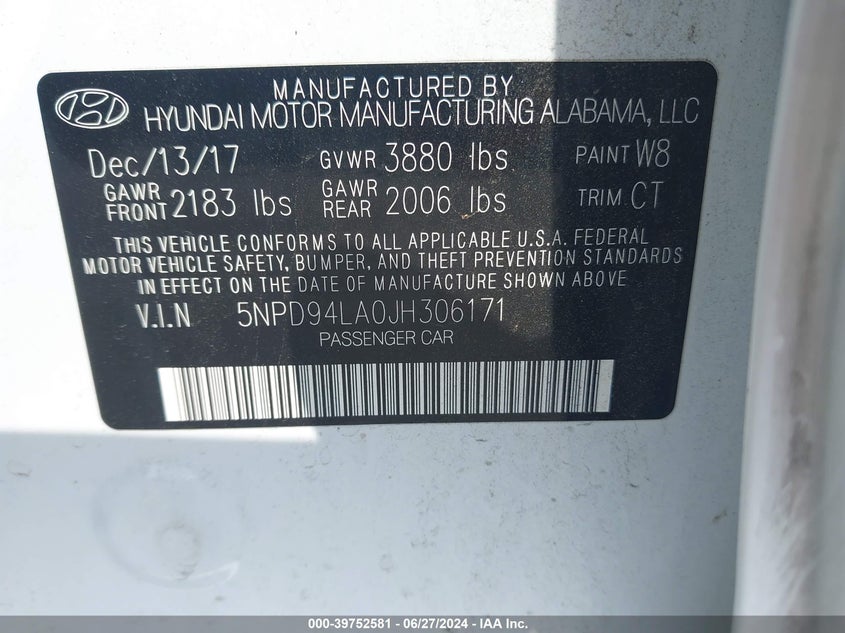 MANUFACTURED BY
HYUNDAI MOTOR MANUFACTURING ALABAMA, LLC
Dec/13/17 GVWR 3880 lbs PAINT W8
GAWR FRONT 2183 lbs GAWR REAR 2006 lbs TRIM CT
THIS VEHICLE CONFORMS TO ALL APPLICABLE U.S.A. FEDERAL
MOTOR VEHICLE SAFETY, BUMPER, AND THEFT PREVENTION STANDARDS
IN EFFECT ON THE DATE OF MANUFACTURE SHOWN ABOVE
V.I.N 5NPD94LA0JH306171
PASSENGER CAR
000-39752581 | 06/27/2024 | IAA Inc.